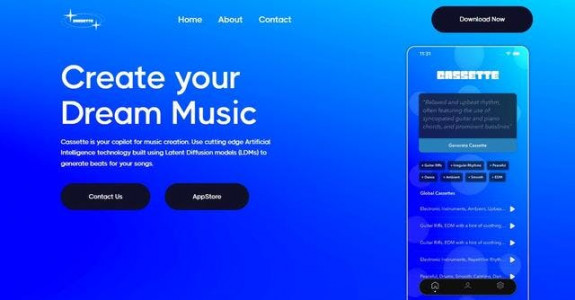 CASSETTE
Home
About
Contact
Download Now
Create your
Dream Music
Cassette is your copilot for music creation. Use cutting edge Artificial
Intelligence technology built using Latent Diffusion models (LDMs) to
generate beats for your songs.
Contact Us
AppStore
11:31
CASSETTE
"Relaxed and upbeat rhythm,
often featuring the use of
syncopated guitar and piano
chords, and prominent basslines"
Generate Cassette
+ Guitar Riffs
+ Irregular Rhythms
+ Peaceful
+ Dance
+ Ambient
+ Smooth
+ EDM
Global Cassettes
Electronic Instruments, Ambient, Upbea...
Guitar Riffs, EDM with a hint of soothing...
Guitar Riffs, EDM with a hint of soothing...
Electronic Instruments, Repetitive Rhyth...
Peaceful, Drums, Smooth Camera, Dan...